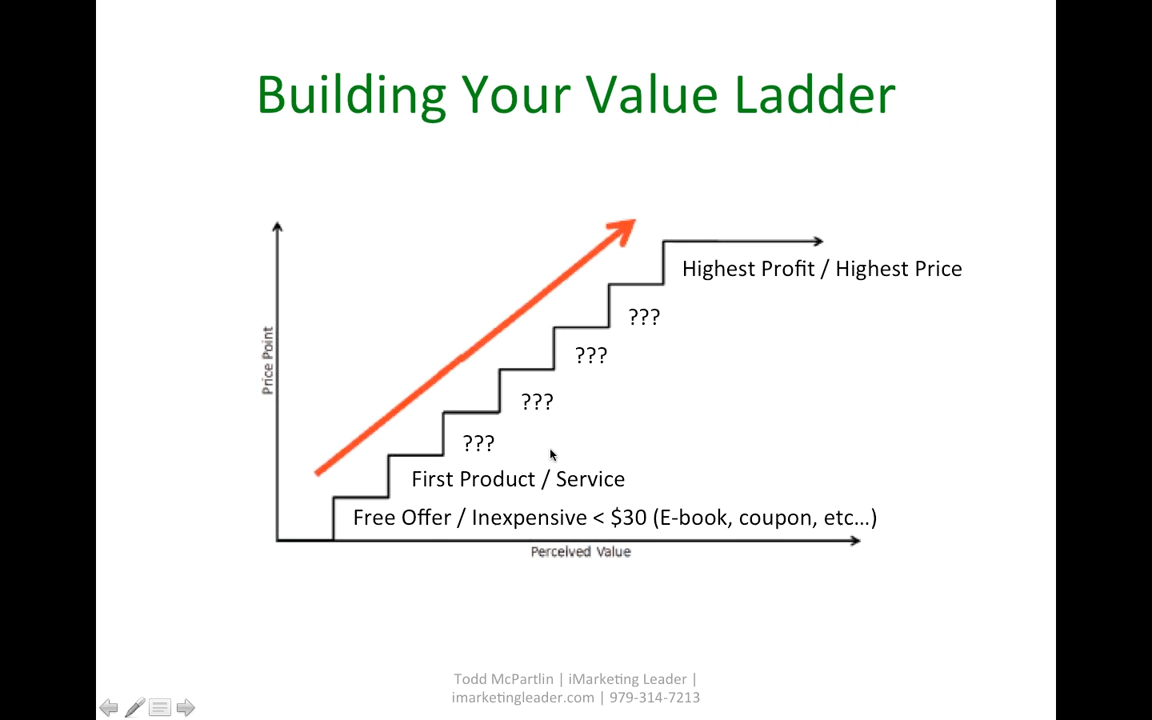 Building Your Value Ladder
Highest Profit / Highest Price
???
???
???
???
First Product / Service
Free Offer / Inexpensive < $30 (E-book, coupon, etc…)
Price Point
Perceived Value
Todd McPartlin | iMarketing Leader |
imarketingleader.com | 979-314-7213